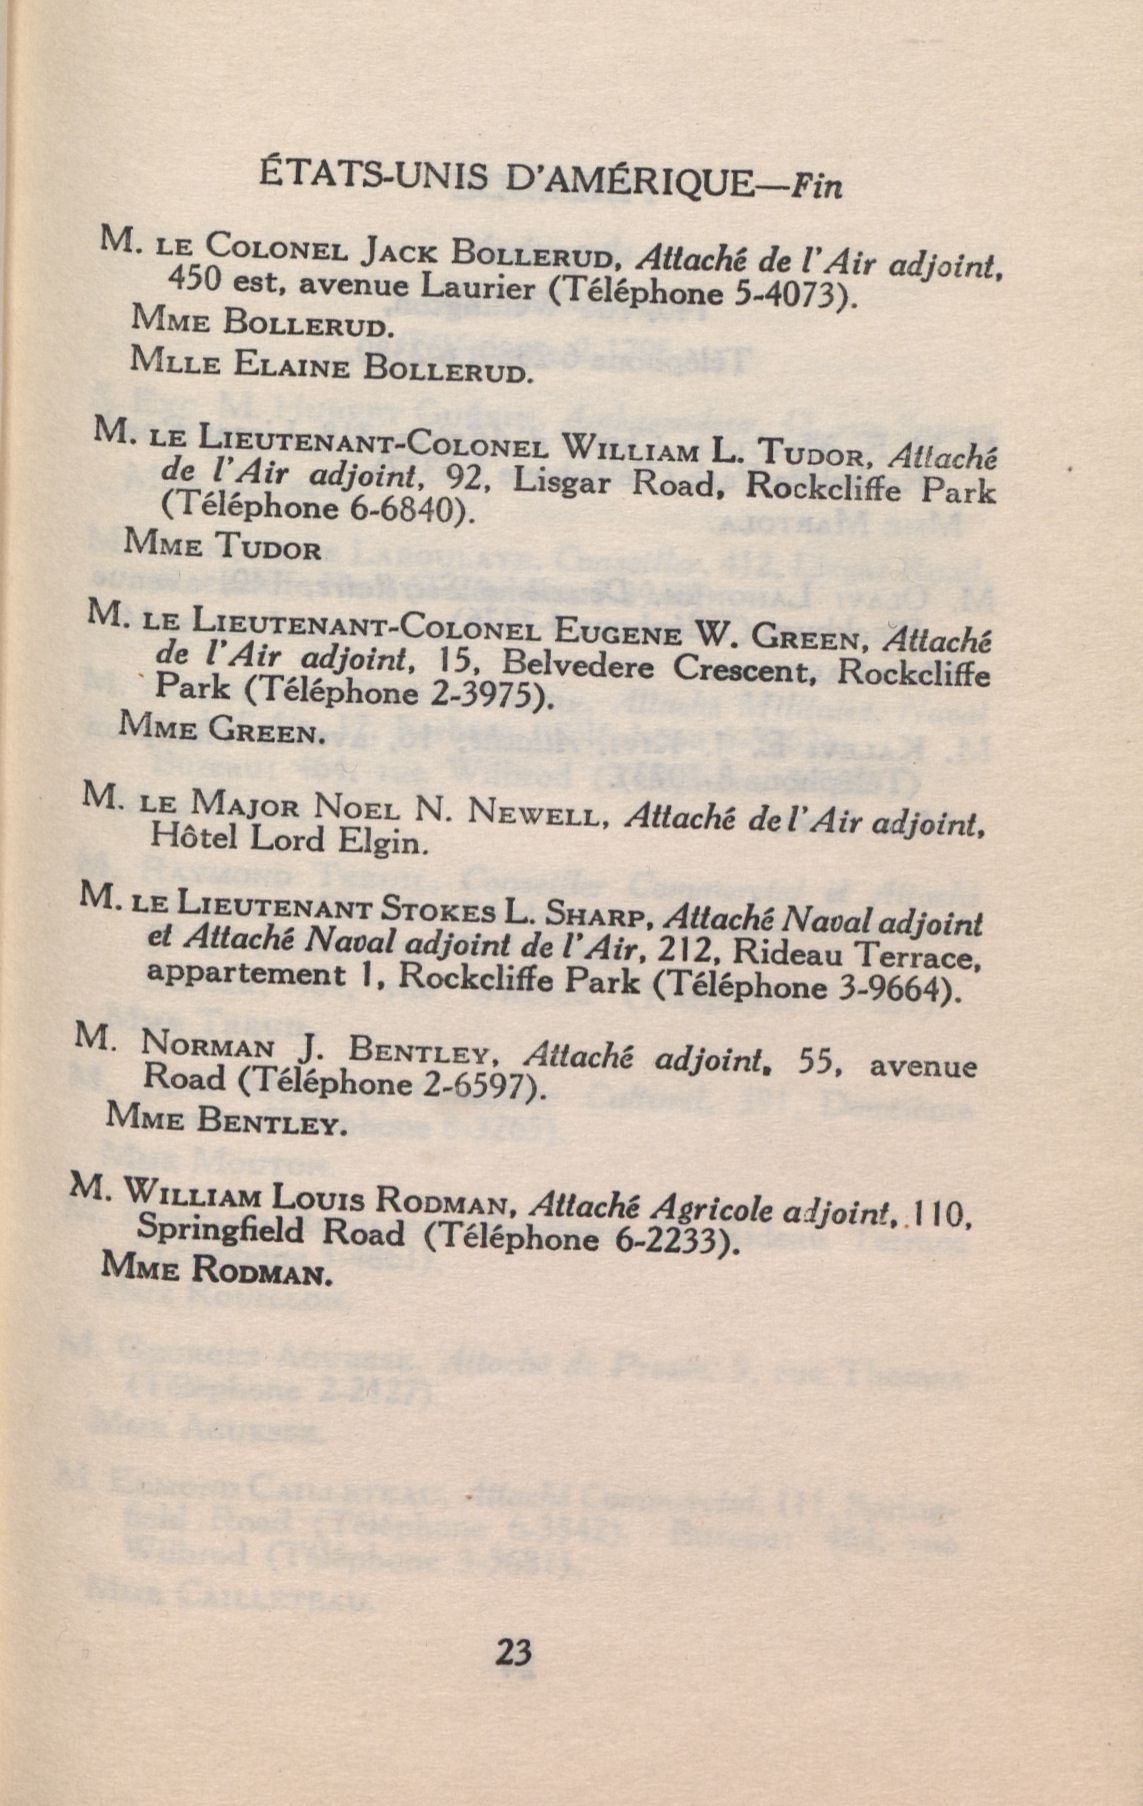 ÉTATS-UNIS D'AMÉRIQUE—Fin
M. LE COLONEL JACK BOLLERUD, Attaché de l'Air adjoint,
450 est, avenue Laurier (Téléphone 5-4073).
MME BOLLERUD.
MLLE ELAINE BOLLERUD.
M. LE LIEUTENANT-COLONEL WILLIAM L. TUDOR, Attaché
de l'Air adjoint, 92, Lisgar Road, Rockcliffe Park
(Téléphone 6-6840).
MME TUDOR
M. LE LIEUTENANT-COLONEL EUGENE W. GREEN, Attaché
de l'Air adjoint, 15, Belvedere Crescent, Rockcliffe
Park (Téléphone 2-3975).
MME GREEN.
M. LE MAJOR NOEL N. NEWELL, Attaché de l'Air adjoint,
Hôtel Lord Elgin.
M. LE LIEUTENANT STOKES L. SHARP, Attaché Naval adjoint
et Attaché Naval adjoint de l'Air, 212, Rideau Terrace,
appartement 1, Rockcliffe Park (Téléphone 3-9664).
M. NORMAN J. BENTLEY, Attaché adjoint, 55, avenue
Road (Téléphone 2-6597).
MME BENTLEY.
M. WILLIAM LOUIS RODMAN, Attaché Agricole adjoint, 110,
Springfield Road (Téléphone 6-2233).
MME RODMAN.
23